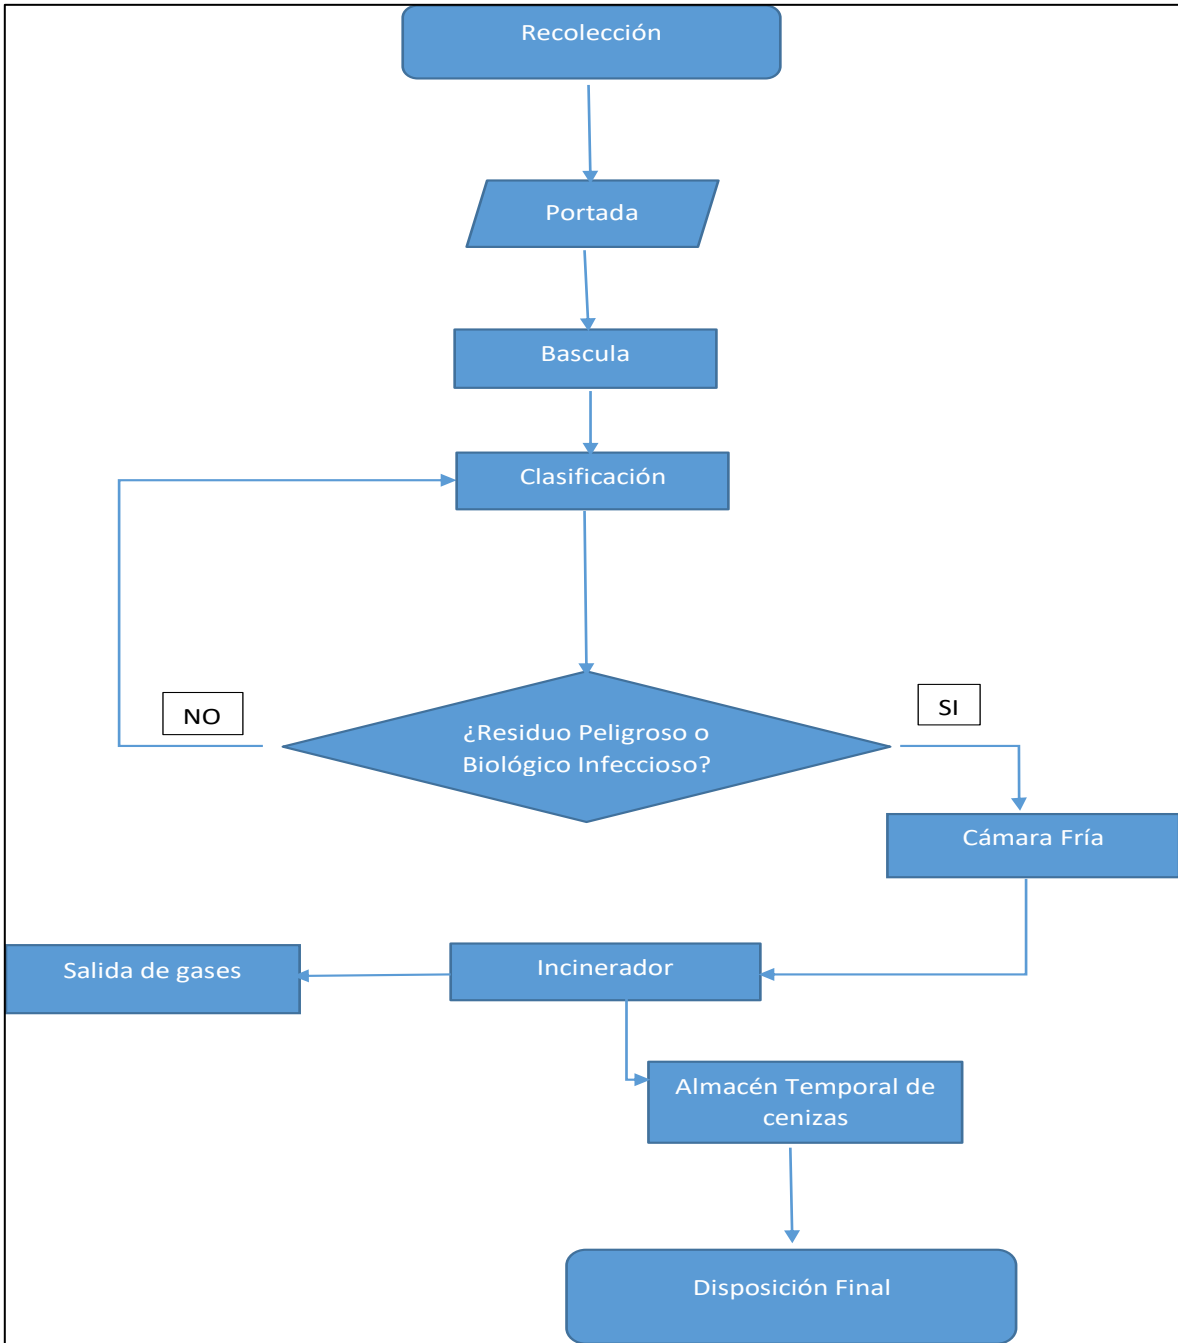 Recolección
Portada
Bascula
Clasificación
NO
SI
¿Residuo Peligroso o
Biológico Infeccioso?
Cámara Fría
Salida de gases
Incinerador
Almacén Temporal de
cenizas
Disposición Final